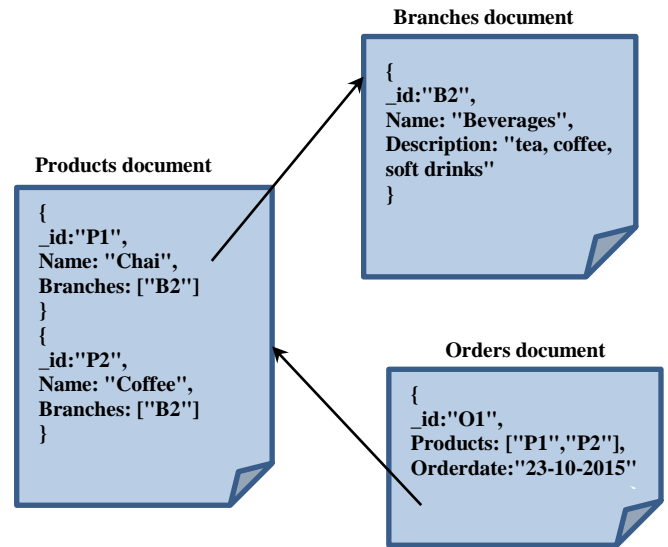 Branches document
{
_id:"B2",
Name: "Beverages",
Description: "tea, coffee,
soft drinks"
}
Products document
{
_id:"P1",
Name: "Chai",
Branches: ["B2"]
}
{
_id:"P2",
Name: "Coffee",
Branches: ["B2"]
}
Orders document
{
_id:"O1",
Products: ["P1","P2"],
Orderdate:"23-10-2015"